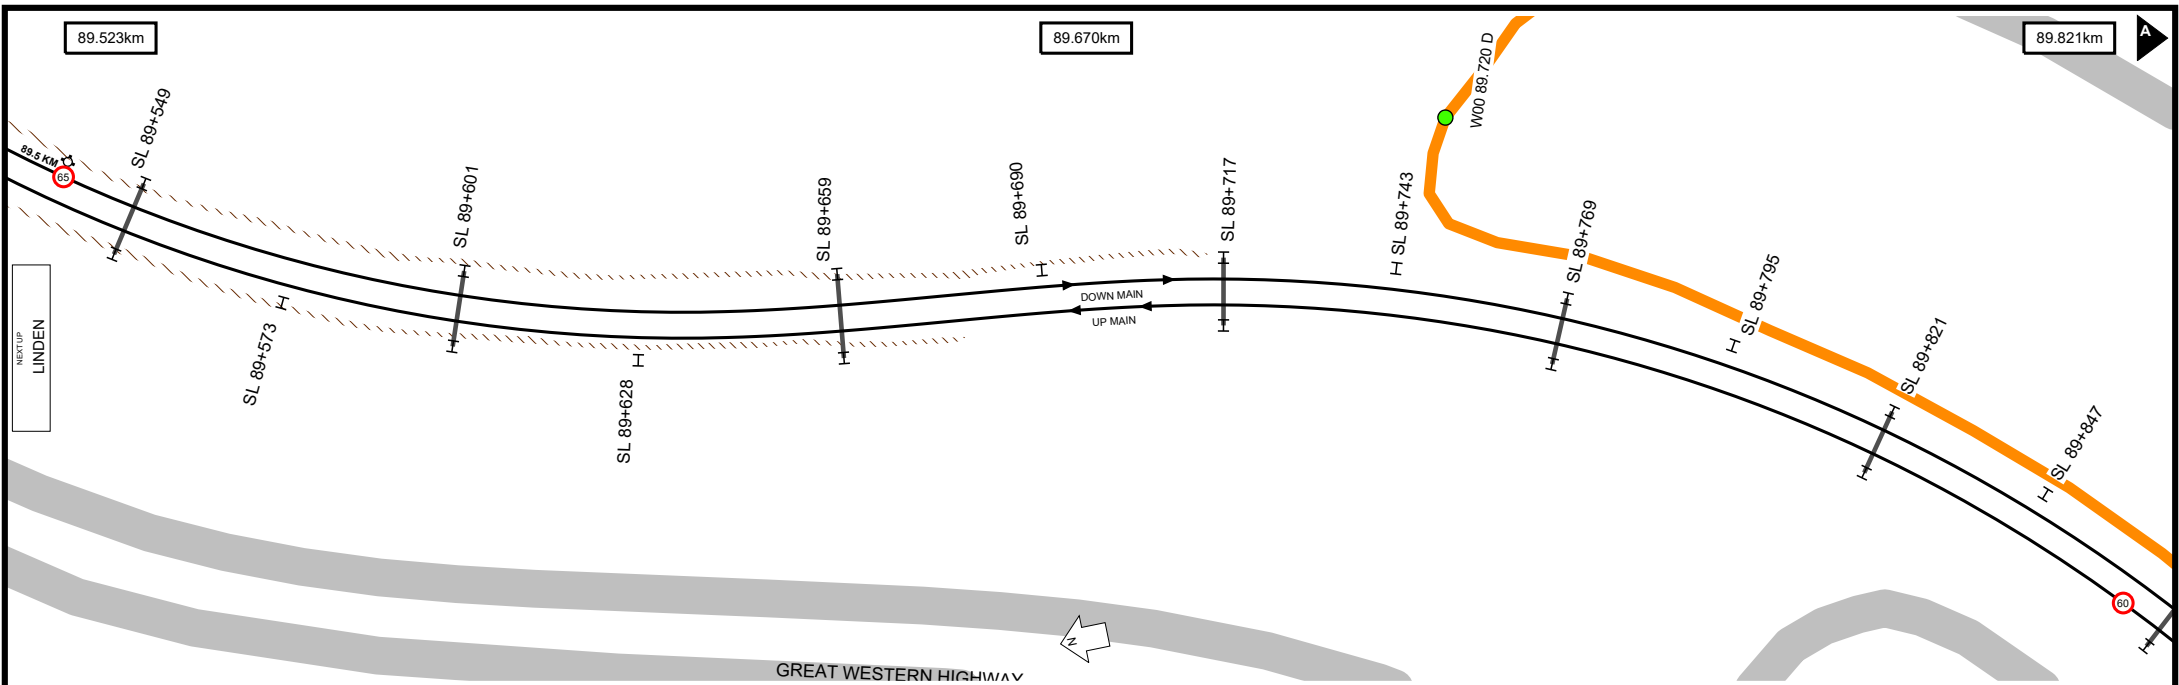 89.523km
89.670km
89.821km
A
W00 89.720 D
SL 89+549
89.5 KM
65
SL 89+601
SL 89+659
SL 89+690
SL 89+717
SL 89+743
SL 89+769
SL 89+795
SL 89+821
SL 89+847
DOWN MAIN
UP MAIN
NEXT UP
LINDEN
SL 89+573
SL 89+628
60
N
GREAT WESTERN HIGHWAY